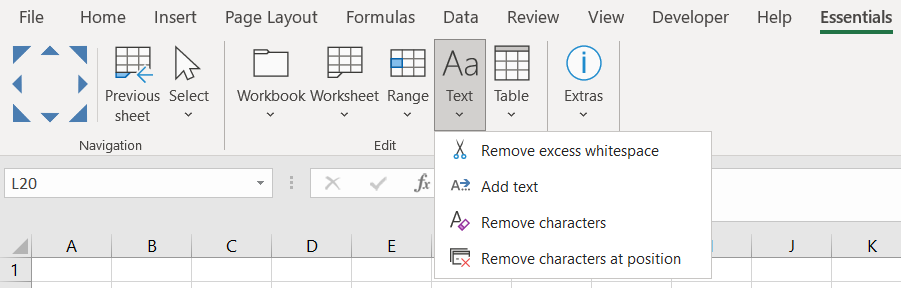 File Home Insert Page Layout Formulas Data Review View Developer Help Essentials
Previous sheet Select Workbook Worksheet Range Aa Text Table Extras
Navigation Edit
Remove excess whitespace
L20 fx A Add text
A Remove characters
A B C D E J K
1 Remove characters at position